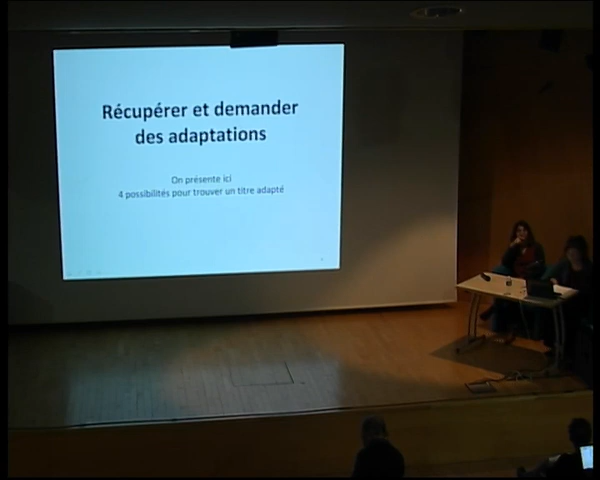 Récupérer et demander
des adaptations
On présente ici
4 possibilités pour trouver un titre adapté